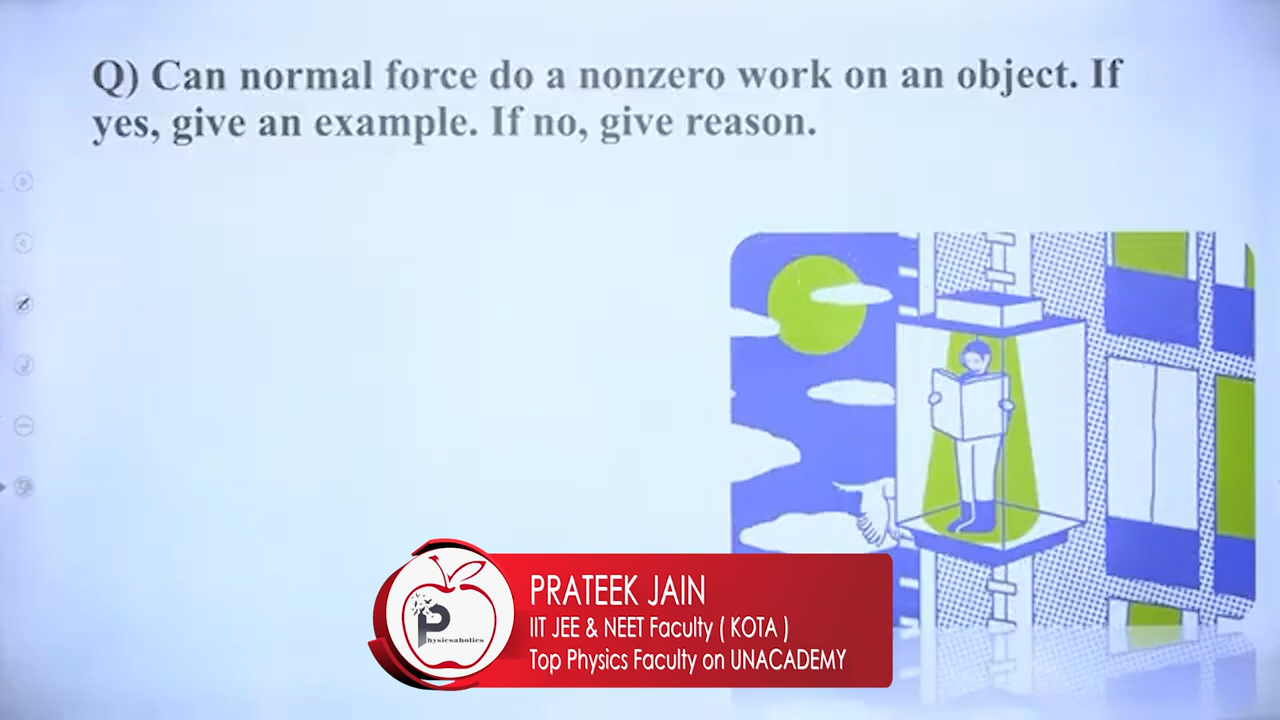 Q) Can normal force do a nonzero work on an object. If
yes, give an example. If no, give reason.
Physicsaholics
PRATEEK JAIN
IIT JEE & NEET Faculty ( KOTA )
Top Physics Faculty on UNACADEMY